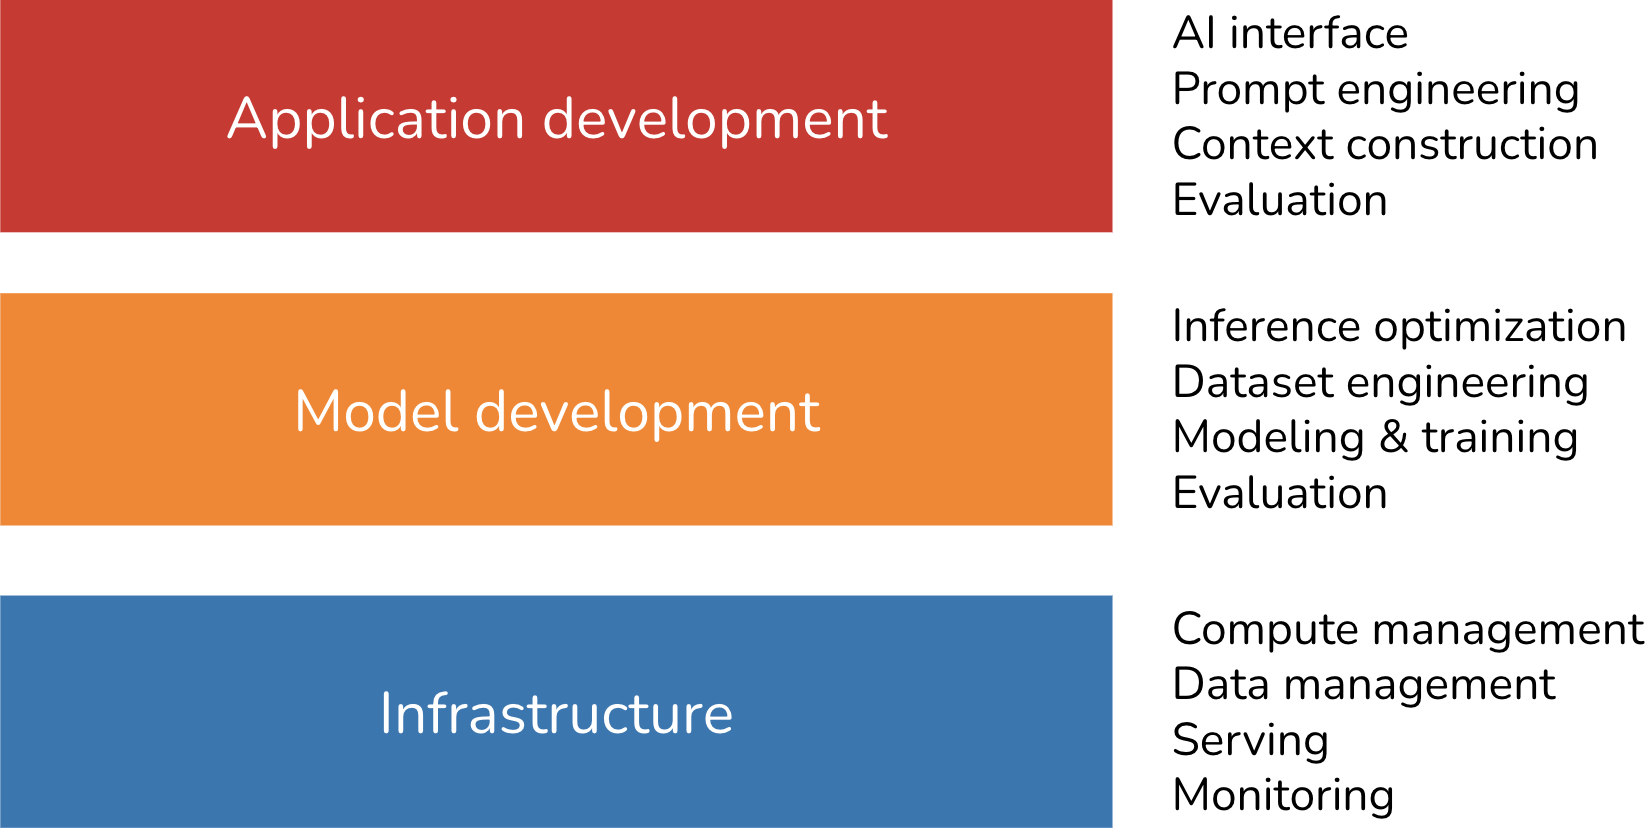 Application development
AI interface
Prompt engineering
Context construction
Evaluation
Model development
Inference optimization
Dataset engineering
Modeling & training
Evaluation
Infrastructure
Compute management
Data management
Serving
Monitoring